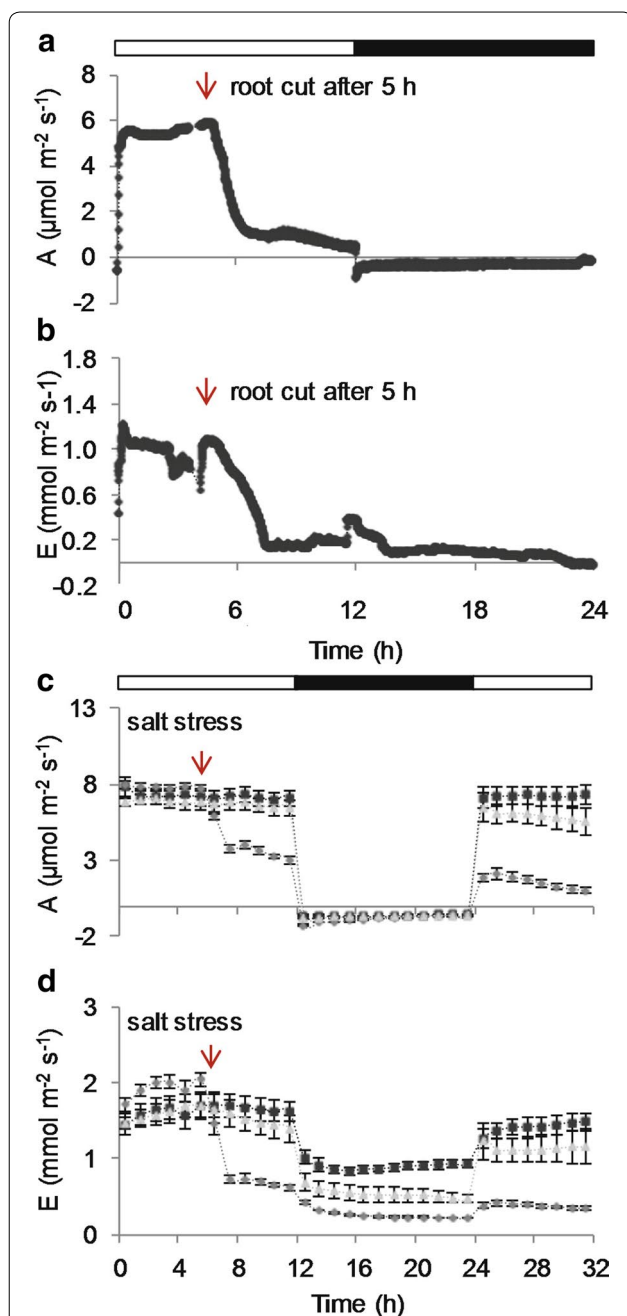 a
root cut after 5 h
A (µmol m-2 s-1)
8
6
4
2
0
-2
b
root cut after 5 h
E (mmol m-2 s-1)
1.8
1.4
1.0
0.6
0.2
-0.2
0 6 12 18 24
Time (h)
c
salt stress
A (µmol m-2 s-1)
13
8
3
-2
d
salt stress
E (mmol m-2 s-1)
3
2
1
0
0 4 8 12 16 20 24 28 32
Time (h)